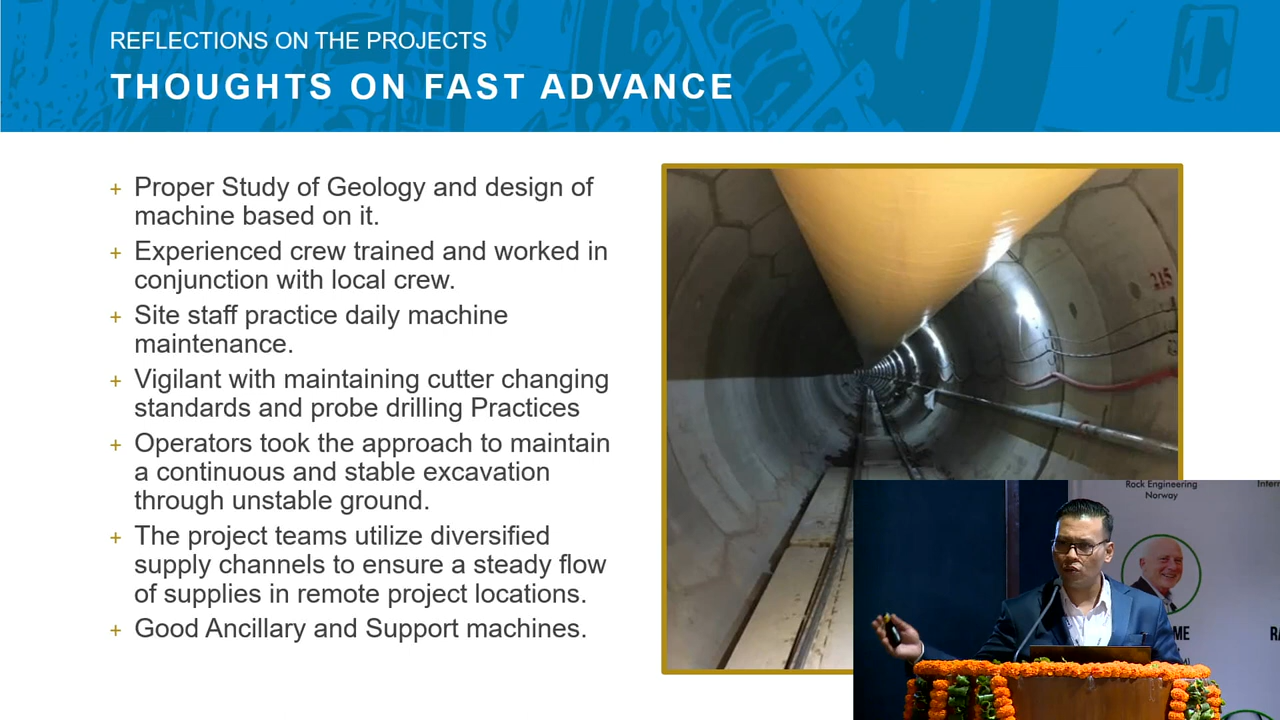 REFLECTIONS ON THE PROJECTS
THOUGHTS ON FAST ADVANCE
+ Proper Study of Geology and design of
machine based on it.
+ Experienced crew trained and worked in
conjunction with local crew.
+ Site staff practice daily machine
maintenance.
+ Vigilant with maintaining cutter changing
standards and probe drilling Practices
+ Operators took the approach to maintain
a continuous and stable excavation
through unstable ground.
+ The project teams utilize diversified
supply channels to ensure a steady flow
of supplies in remote project locations.
+ Good Ancillary and Support machines.
215
Rock Engineering
Norway